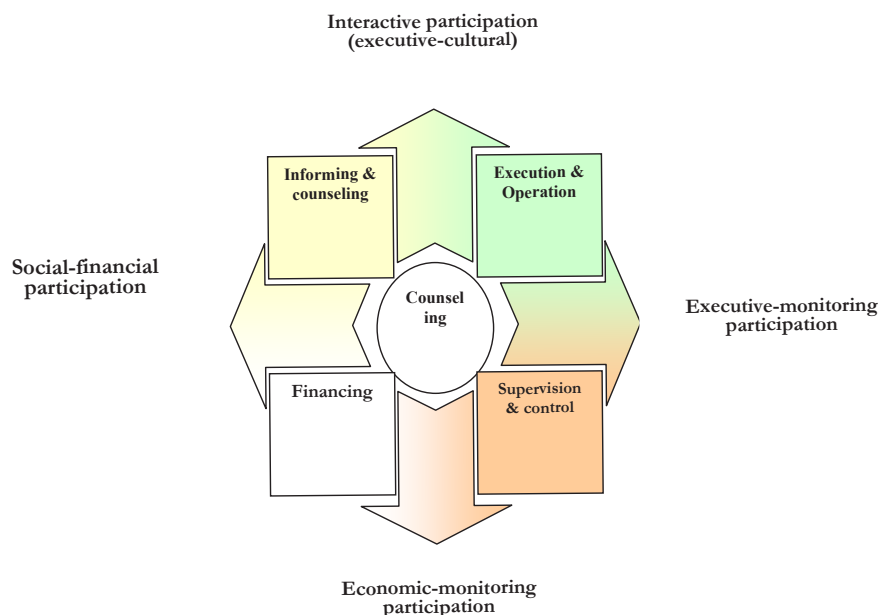 Interactive participation
(executive-cultural)
Informing &
counseling
Execution &
Operation
Social-financial
participation
Counsel
ing
Executive-monitoring
participation
Financing
Supervision
& control
Economic-monitoring
participation